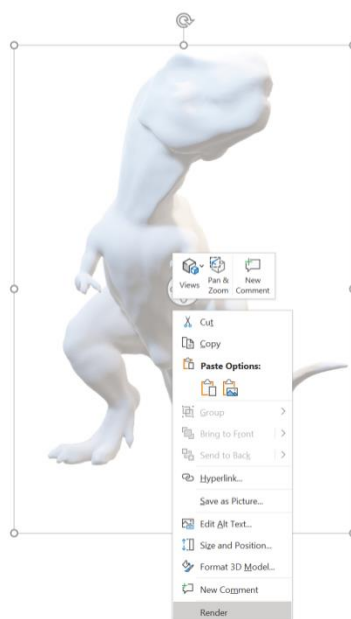 Views
Pan &
Zoom
New
Comment
Cut
Copy
Paste Options:
Group
Bring to Front
Send to Back
Hyperlink...
Save as Picture...
Edit Alt Text...
Size and Position...
Format 3D Model...
New Comment
Render